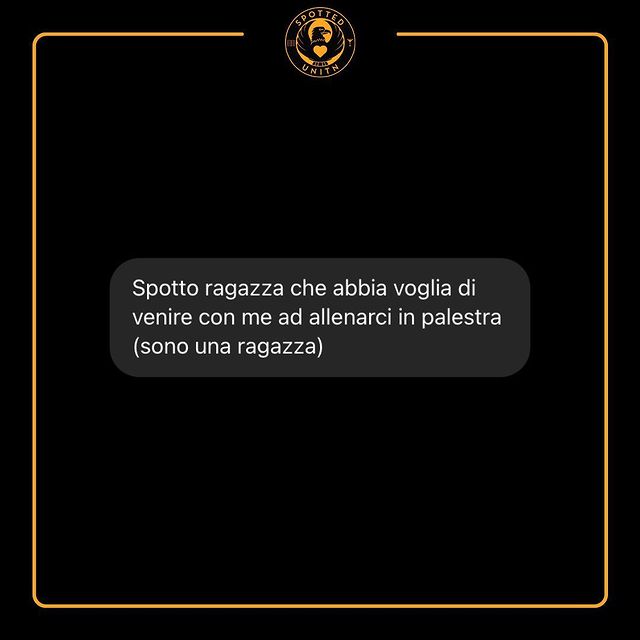 SPOTTED
UNITN
Spotto ragazza che abbia voglia di
venire con me ad allenarci in palestra
(sono una ragazza)